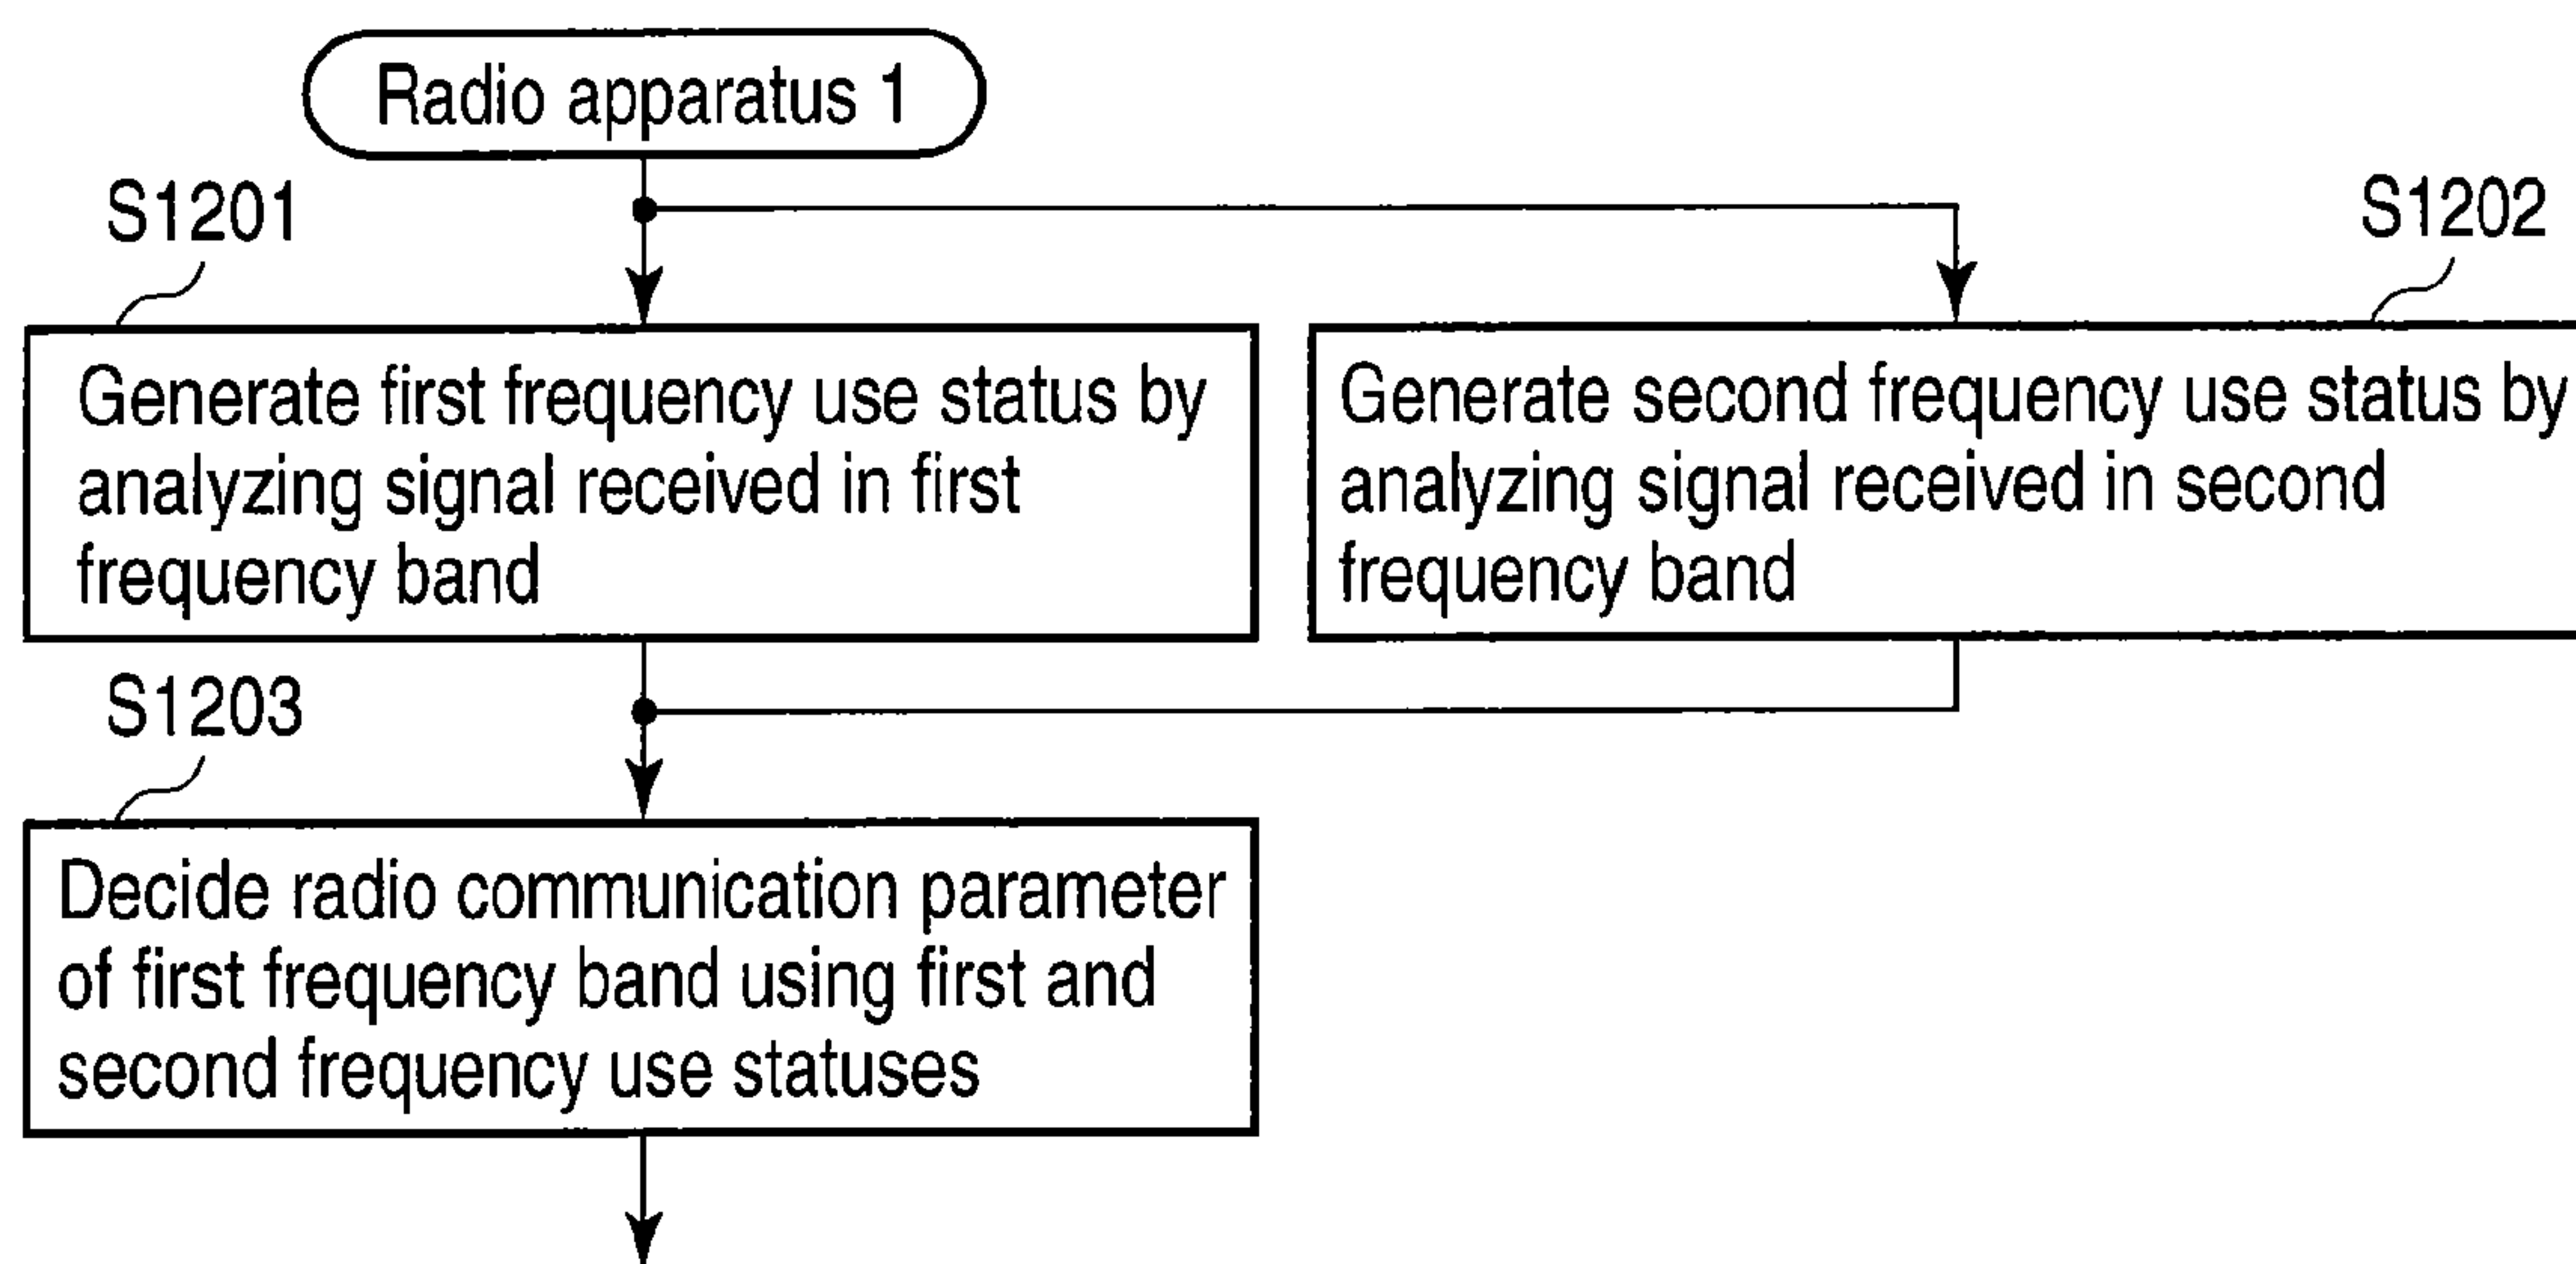 Radio apparatus 1
S1201
S1202
Generate first frequency use status by
analyzing signal received in first
frequency band
Generate second frequency use status by
analyzing signal received in second
frequency band
S1203
Decide radio communication parameter
of first frequency band using first and
second frequency use statuses